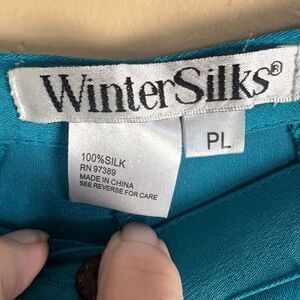 WinterSilks®
PL
100%SILK
RN 97389
MADE IN CHINA
SEE REVERSE FOR CARE